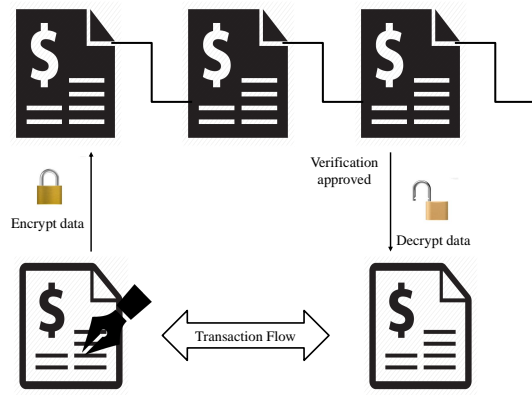 $
$
$
Verification
approved
Encrypt data
Decrypt data
$
$
Transaction Flow